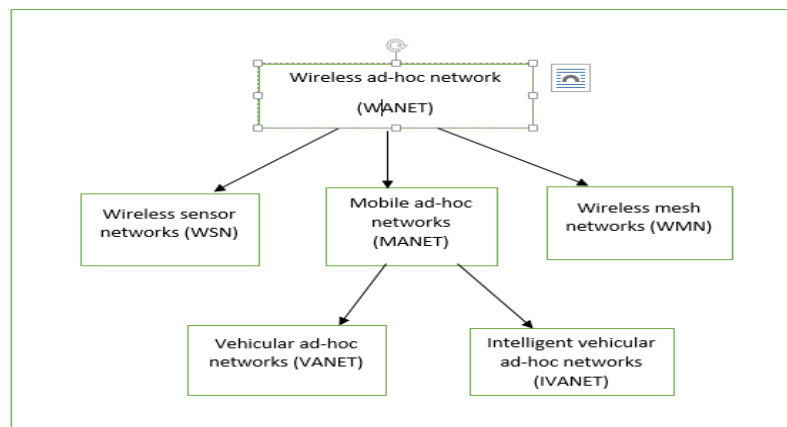 Wireless ad-hoc network
(WANET)
Wireless sensor
networks (WSN)
Mobile ad-hoc
networks
(MANET)
Wireless mesh
networks (WMN)
Vehicular ad-hoc
networks (VANET)
Intelligent vehicular
ad-hoc networks
(IVANET)